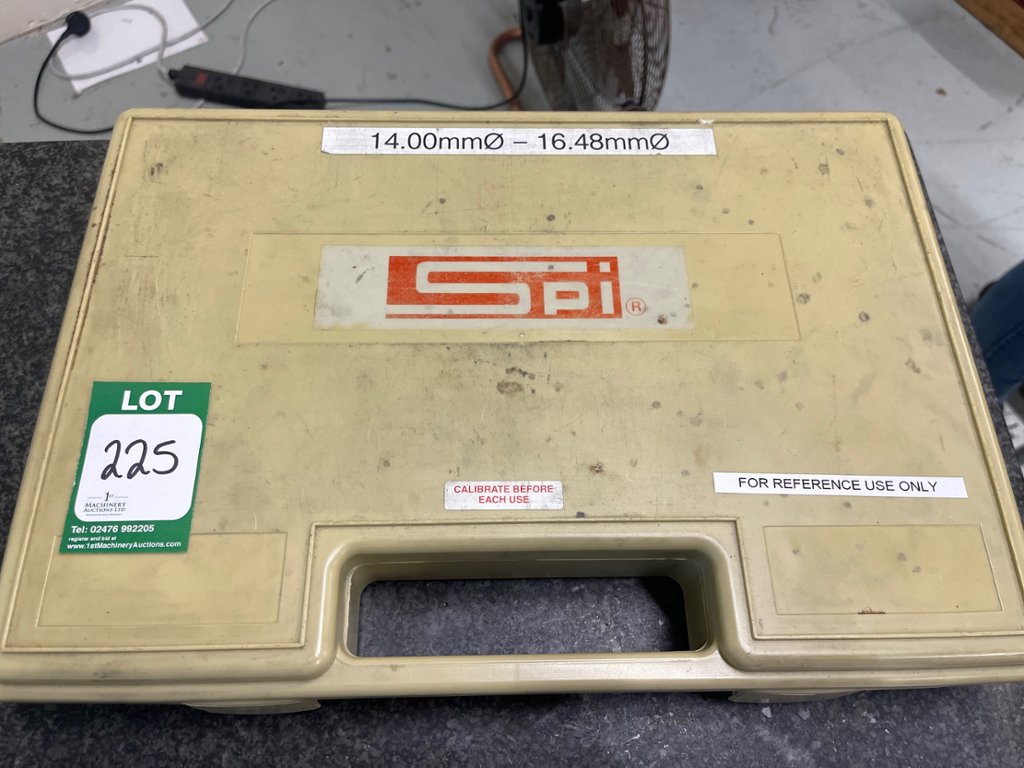 14.00mmØ – 16.48mmØ
Spi ®
LOT
225
1st
MACHINERY
AUCTIONS LTD
Tel: 02476 992205
register and bid at
www.1stMachineryAuctions.com
CALIBRATE BEFORE
EACH USE
FOR REFERENCE USE ONLY